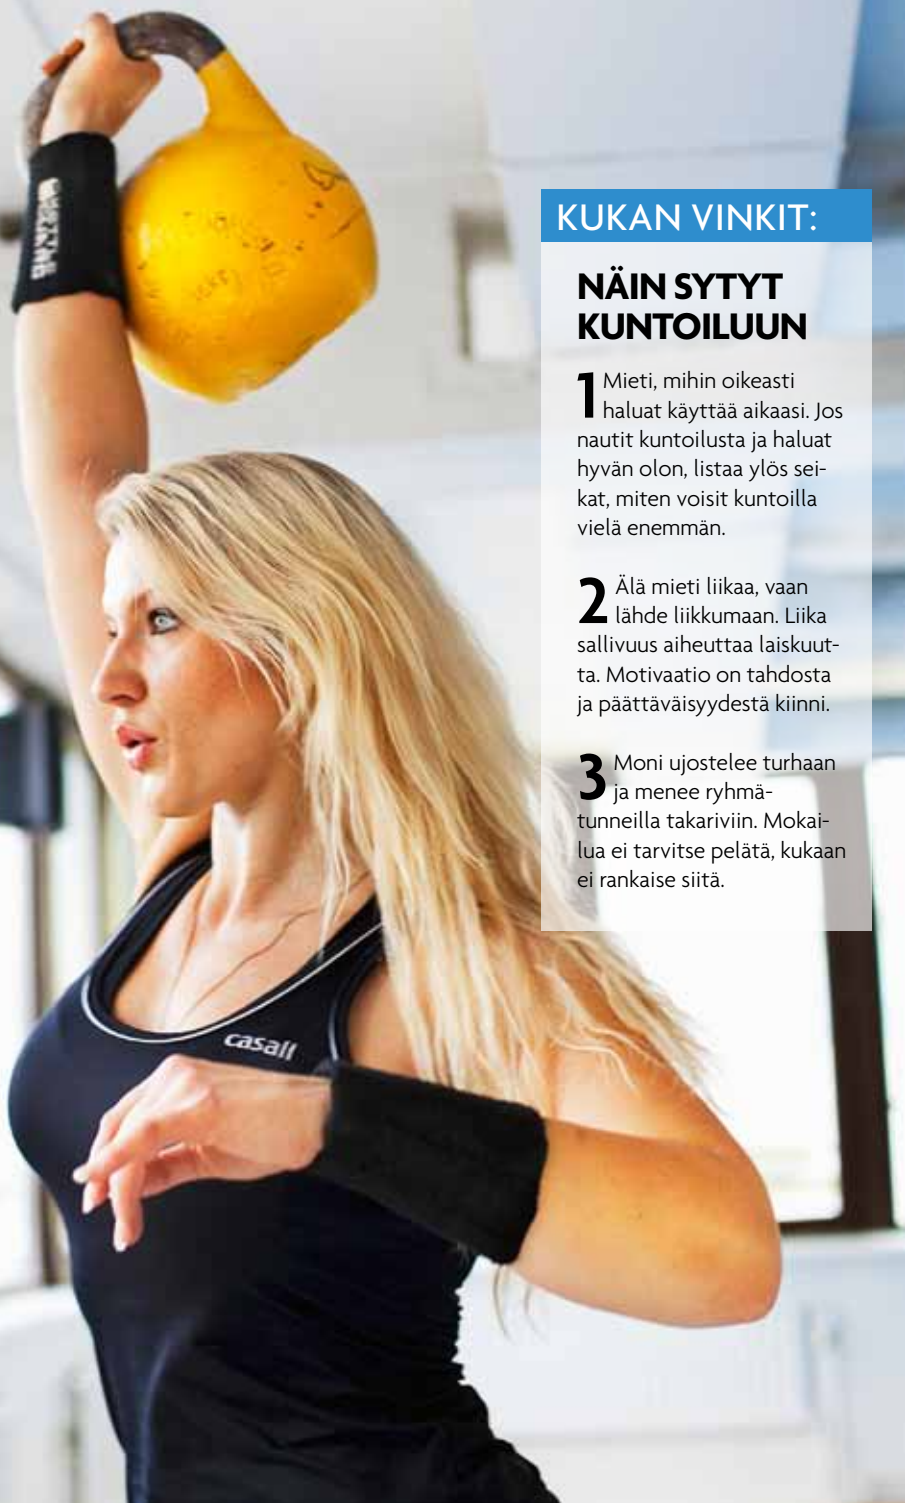 KUKAN VINKIT:
NÄIN SYTYT
KUNTOILUUN
1 Mieti, mihin oikeasti
haluat käyttää aikaasi. Jos
nautit kuntoilusta ja haluat
hyvän olon, listaa ylös sei-
kat, miten voisit kuntoilla
vielä enemmän.
2 Älä mieti liikaa, vaan
lähde liikkumaan. Liika
sallivuus aiheuttaa laiskuut-
ta. Motivaatio on tahdosta
ja päättäväisyydestä kiinni.
3 Moni ujostelee turhaan
ja menee ryhmä-
tunneilla takariviin. Mokai-
lua ei tarvitse pelätä, kukaan
ei rankaise siitä.
casall